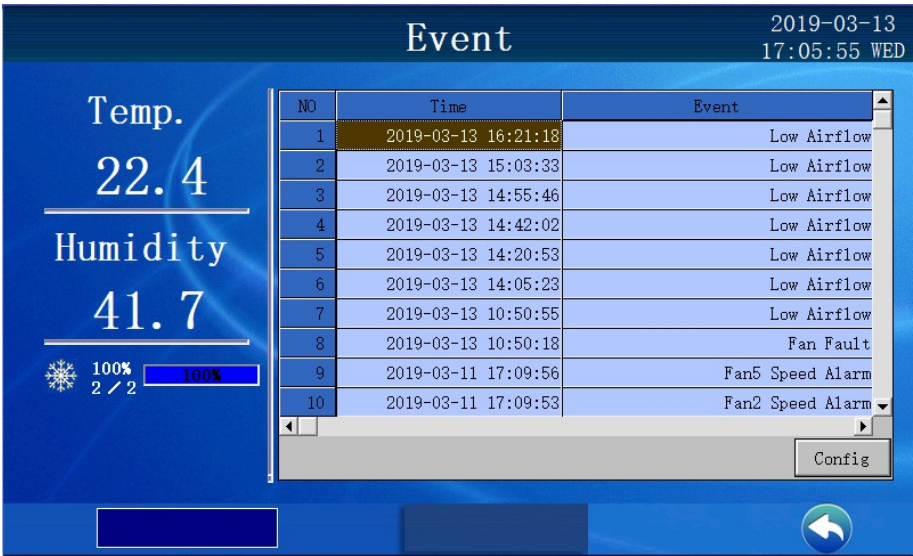 Event
2019-03-13
17:05:55 WED
Temp.
22.4
Humidity
41.7
100%
2/2
100%
NO Time Event
1 2019-03-13 16:21:18 Low Airflow
2 2019-03-13 15:03:33 Low Airflow
3 2019-03-13 14:55:46 Low Airflow
4 2019-03-13 14:42:02 Low Airflow
5 2019-03-13 14:20:53 Low Airflow
6 2019-03-13 14:05:23 Low Airflow
7 2019-03-13 10:50:55 Low Airflow
8 2019-03-13 10:50:18 Fan Fault
9 2019-03-11 17:09:56 Fan5 Speed Alarm
10 2019-03-11 17:09:53 Fan2 Speed Alarm
Config